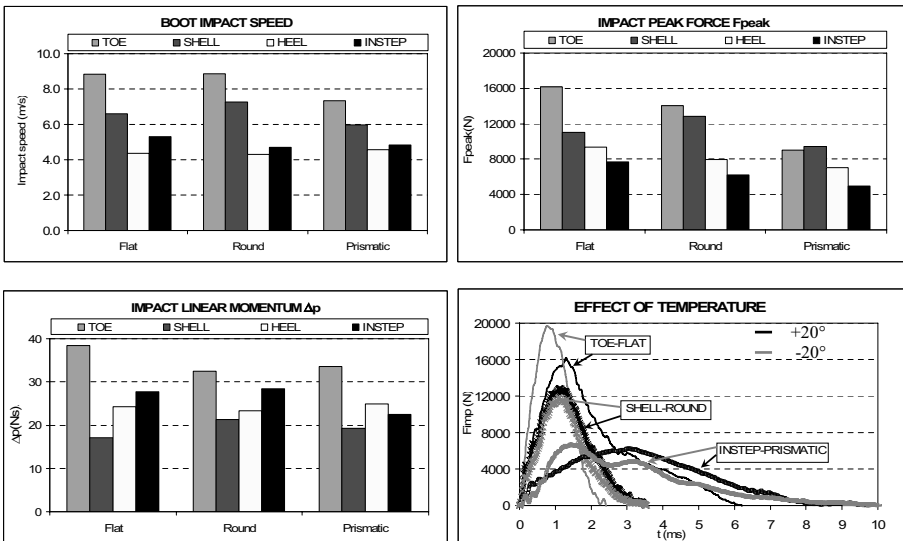 BOOT IMPACT SPEED
TOE SHELL HEEL INSTEP
Impact speed (m/s)
8.0
6.0
4.0
2.0
0.0
Flat Round Prismatic
IMPACT PEAK FORCE Fpeak
TOE SHELL HEEL INSTEP
Fpeak(N)
20000
16000
12000
8000
4000
0
Flat Round Prismatic
IMPACT LINEAR MOMENTUM Δp
TOE SHELL HEEL INSTEP
Δp(Ns)
40
30
20
10
0
Flat Round Prismatic
EFFECT OF TEMPERATURE
+20°
-20°
TOE-FLAT
SHELL-ROUND
INSTEP-PRISMATIC
Fimp (N)
20000
16000
12000
8000
4000
0
0 1 2 3 4 5 6 7 8 9 10
t (ms)